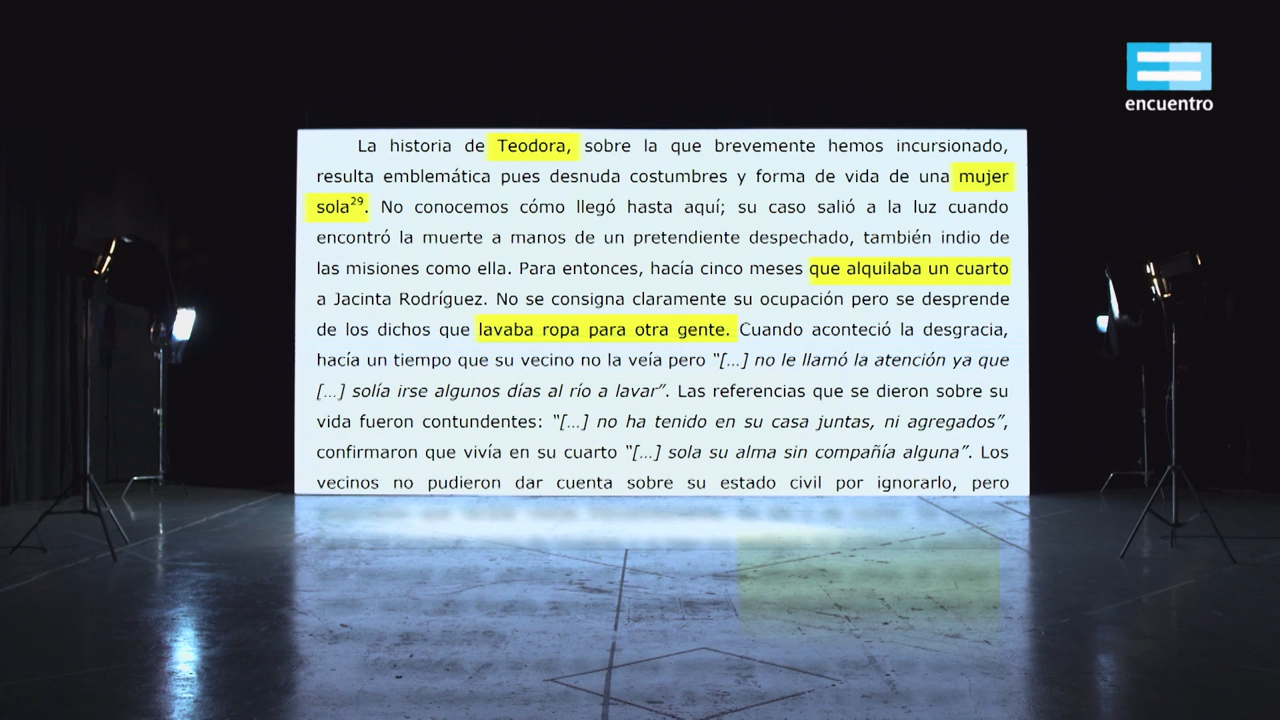 encuentro
La historia de Teodora, sobre la que brevemente hemos incursionado,
resulta emblemática pues desnuda costumbres y forma de vida de una mujer
sola²⁹. No conocemos cómo llegó hasta aquí; su caso salió a la luz cuando
encontró la muerte a manos de un pretendiente despechado, también indio de
las misiones como ella. Para entonces, hacía cinco meses que alquilaba un cuarto
a Jacinta Rodríguez. No se consigna claramente su ocupación pero se desprende
de los dichos que lavaba ropa para otra gente. Cuando aconteció la desgracia,
hacía un tiempo que su vecino no la veía pero “[…] no le llamó la atención ya que
[…] solía irse algunos días al río a lavar”. Las referencias que se dieron sobre su
vida fueron contundentes: “[…] no ha tenido en su casa juntas, ni agregados”,
confirmaron que vivía en su cuarto “[…] sola su alma sin compañía alguna”. Los
vecinos no pudieron dar cuenta sobre su estado civil por ignorarlo, pero